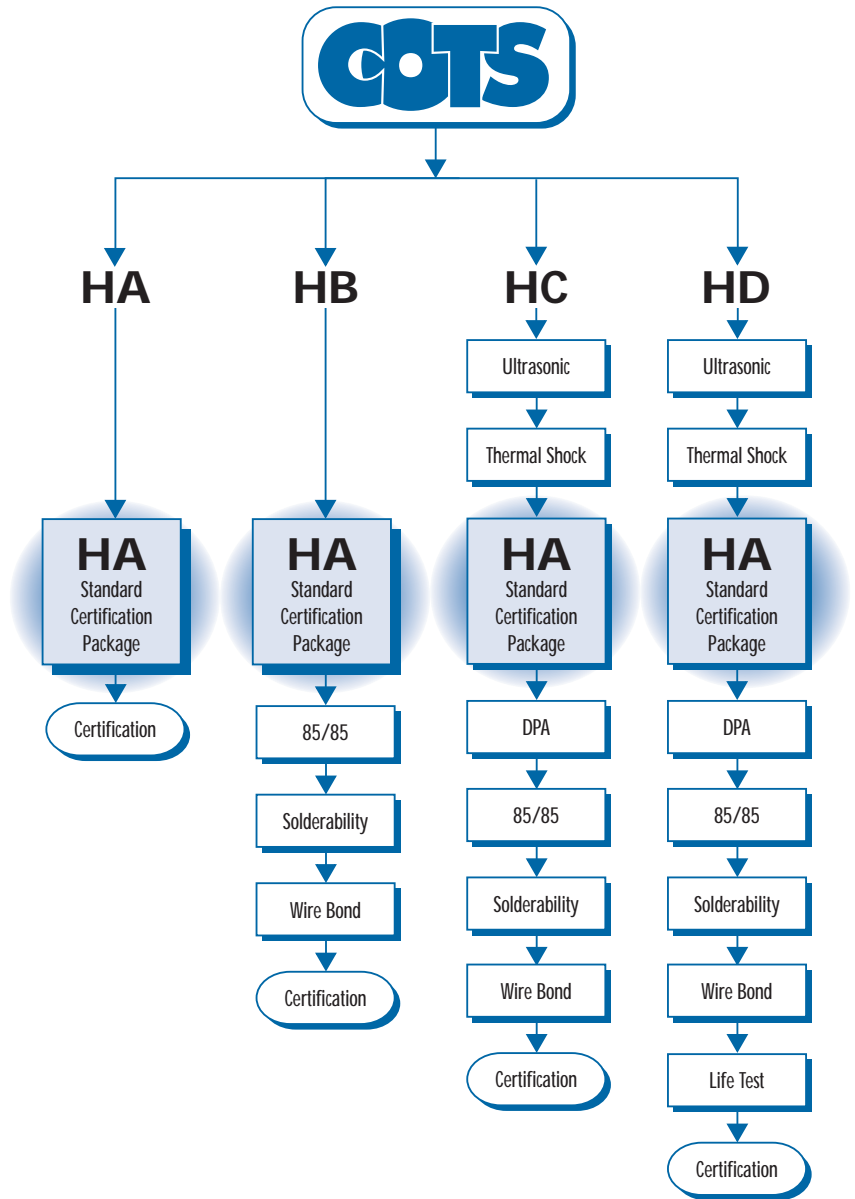 COTS
HA
HB
HC
HD
Ultrasonic
Ultrasonic
Thermal Shock
Thermal Shock
HA
Standard
Certification
Package
HA
Standard
Certification
Package
HA
Standard
Certification
Package
HA
Standard
Certification
Package
Certification
85/85
DPA
DPA
Solderability
85/85
85/85
Wire Bond
Solderability
Solderability
Certification
Wire Bond
Wire Bond
Certification
Life Test
Certification